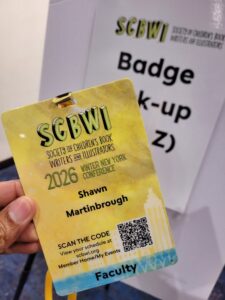 SCBWI
SOCIETY OF CHILDREN'S BOOK
WRITERS AND ILLUSTRATORS
Badge
k-up
Z)
SCBWI
SOCIETY OF CHILDREN'S BOOK
WRITERS AND ILLUSTRATORS
2026 WINTER NEW YORK
CONFERENCE
Shawn
Martinbrough
SCAN THE CODE
View your schedule at
scbwi.org
Member Home/My Events
Faculty